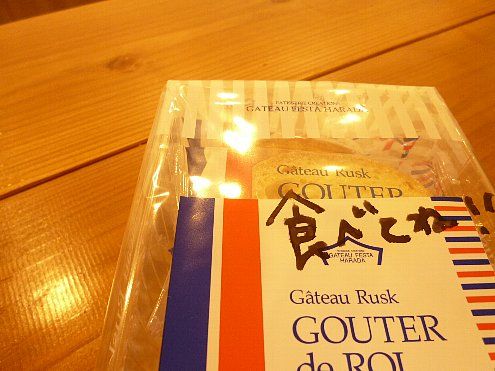 GATEAU FESTA HARADA
Gâteau Rusk
GOUTER
食べてね!!
GATEAU FESTA
HARADA
Gâteau Rusk
GOUTER
de ROI